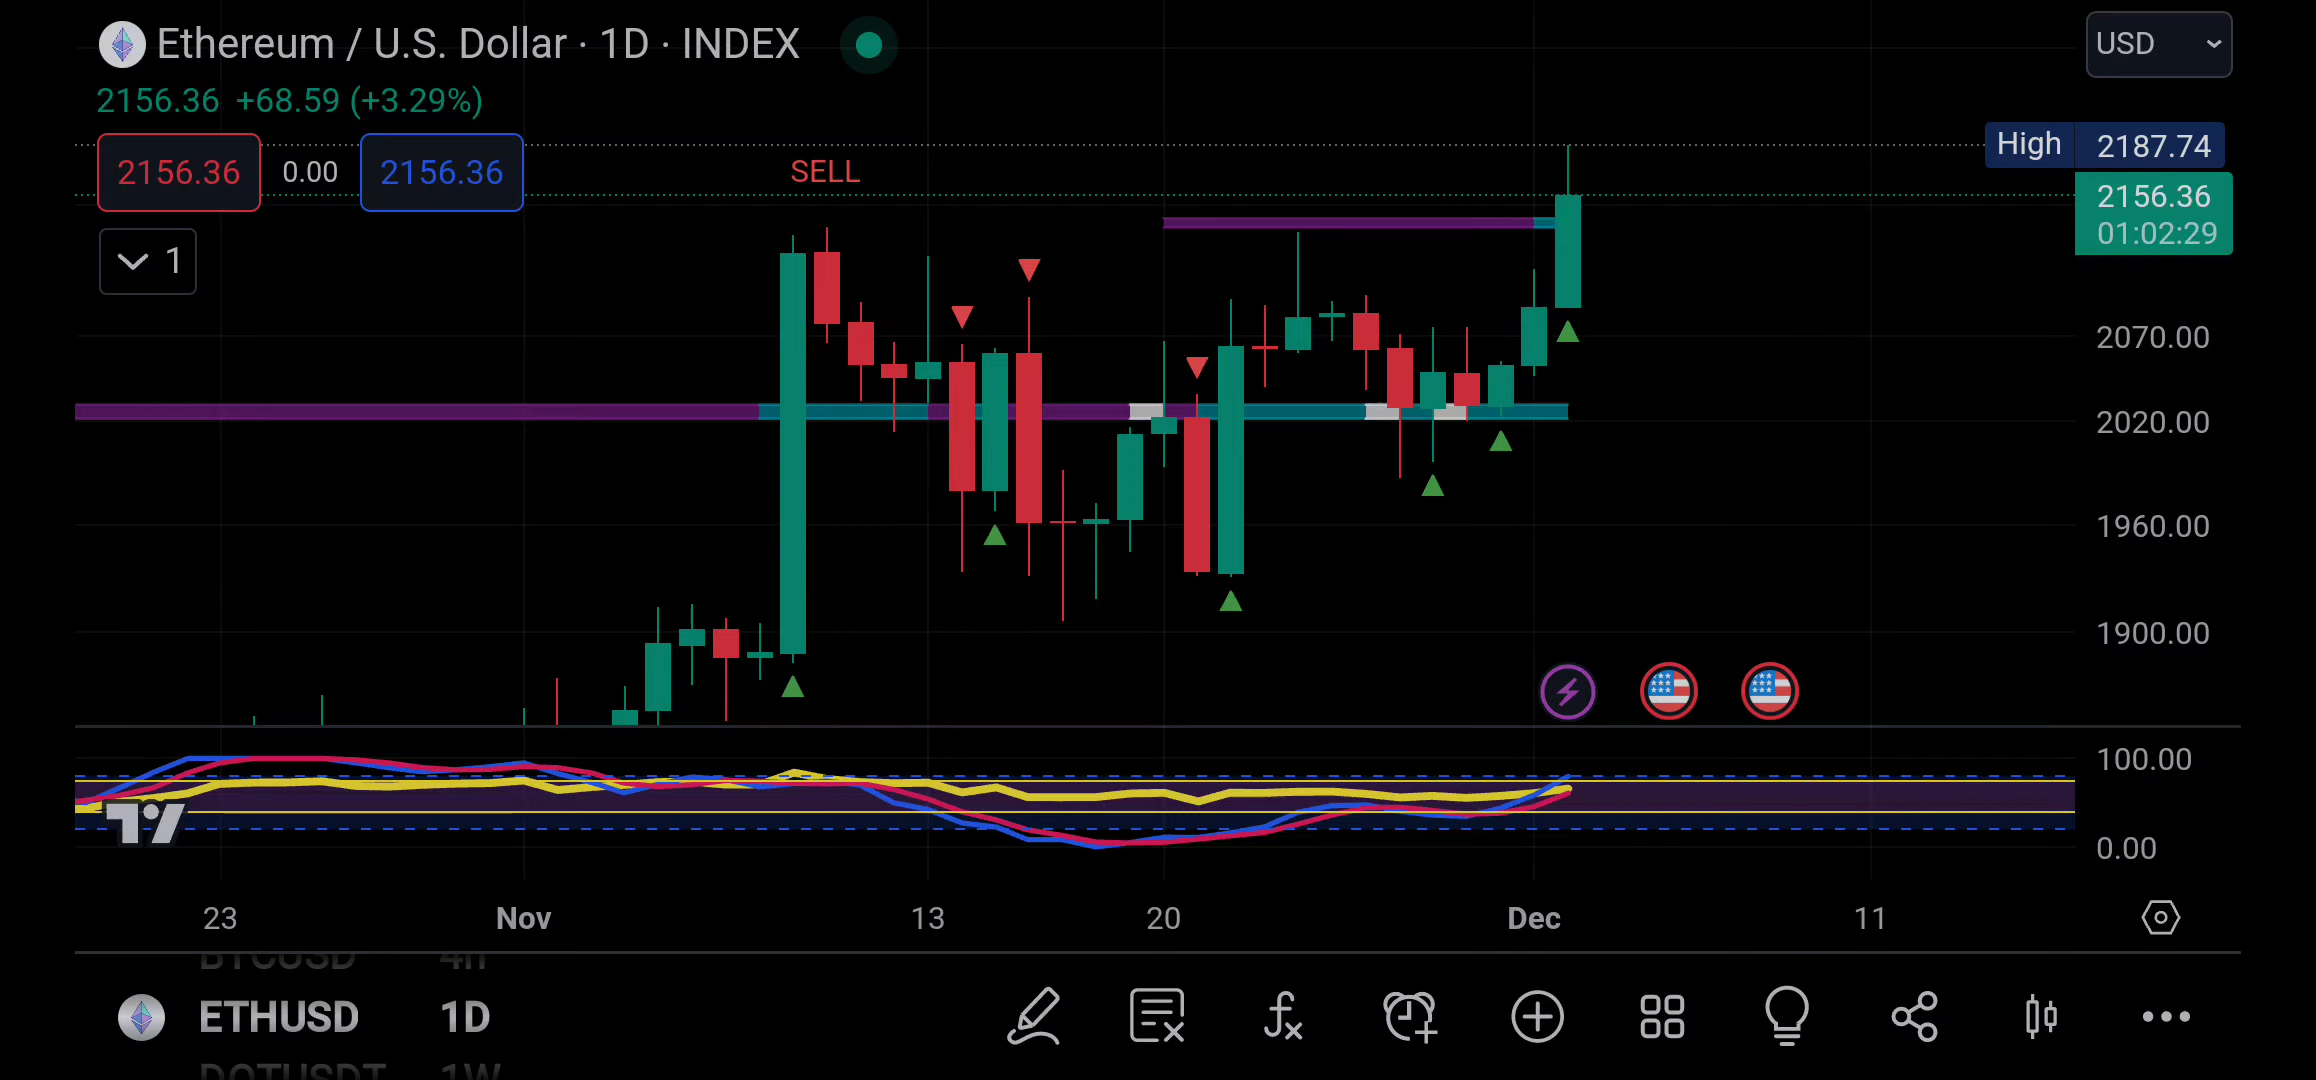 Ethereum / U.S. Dollar · 1D · INDEX
USD
2156.36 +68.59 (+3.29%)
High 2187.74
2156.36 0.00 2156.36
SELL
2156.36
01:02:29
1
2070.00
2020.00
1960.00
1900.00
100.00
0.00
23 Nov 13 20 Dec 11
BTCUSD 4h
ETHUSD 1D
DOTUSDT 1W